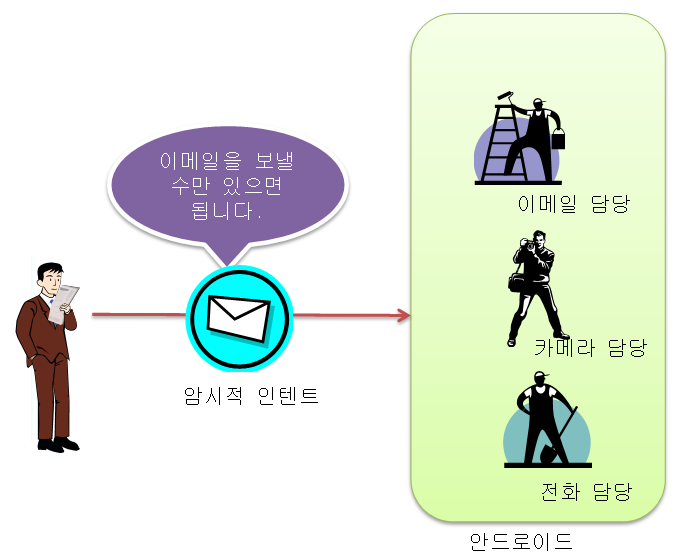 이메일을 보낼
수만 있으면
됩니다.
암시적 인텐트
이메일 담당
카메라 담당
전화 담당
안드로이드